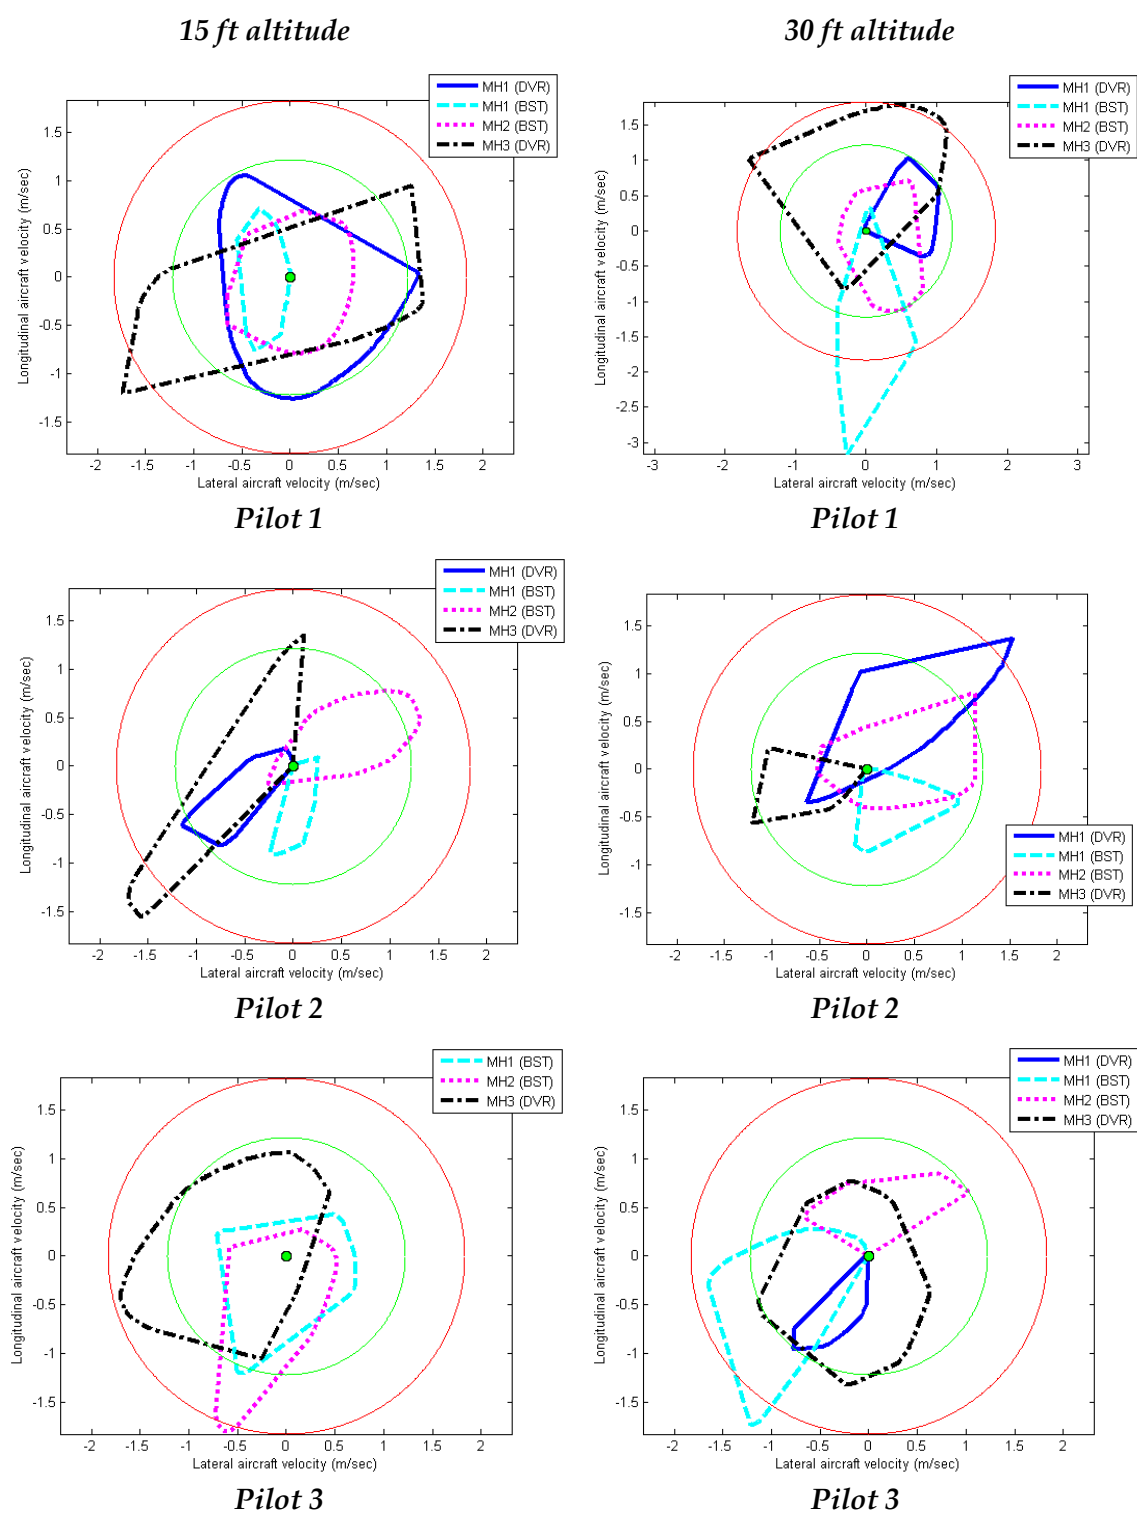 15 ft altitude
30 ft altitude
MH1 (DVR)
MH1 (BST)
MH2 (BST)
MH3 (DVR)
1.5
1
0.5
0
-0.5
-1
-1.5
-2 -1.5 -1 -0.5 0 0.5 1 1.5 2
Longitudinal aircraft velocity (m/sec)
Lateral aircraft velocity (m/sec)
Pilot 1
MH1 (DVR)
MH1 (BST)
MH2 (BST)
MH3 (DVR)
1.5
1
0.5
0
-0.5
-1
-1.5
-2
-2.5
-3
-3 -2 -1 0 1 2 3
Longitudinal aircraft velocity (m/sec)
Lateral aircraft velocity (m/sec)
Pilot 1
MH1 (DVR)
MH1 (BST)
MH2 (BST)
MH3 (DVR)
1.5
1
0.5
0
-0.5
-1
-1.5
-2 -1.5 -1 -0.5 0 0.5 1 1.5 2
Longitudinal aircraft velocity (m/sec)
Lateral aircraft velocity (m/sec)
Pilot 2
1.5
1
0.5
0
-0.5
-1
-1.5
MH1 (DVR)
MH1 (BST)
MH2 (BST)
MH3 (DVR)
-2 -1.5 -1 -0.5 0 0.5 1 1.5 2
Longitudinal aircraft velocity (m/sec)
Lateral aircraft velocity (m/sec)
Pilot 2
MH1 (BST)
MH2 (BST)
MH3 (DVR)
1.5
1
0.5
0
-0.5
-1
-1.5
-2 -1.5 -1 -0.5 0 0.5 1 1.5 2
Longitudinal aircraft velocity (m/sec)
Lateral aircraft velocity (m/sec)
Pilot 3
MH1 (DVR)
MH1 (BST)
MH2 (BST)
MH3 (DVR)
1.5
1
0.5
0
-0.5
-1
-1.5
-2 -1.5 -1 -0.5 0 0.5 1 1.5 2
Longitudinal aircraft velocity (m/sec)
Lateral aircraft velocity (m/sec)
Pilot 3